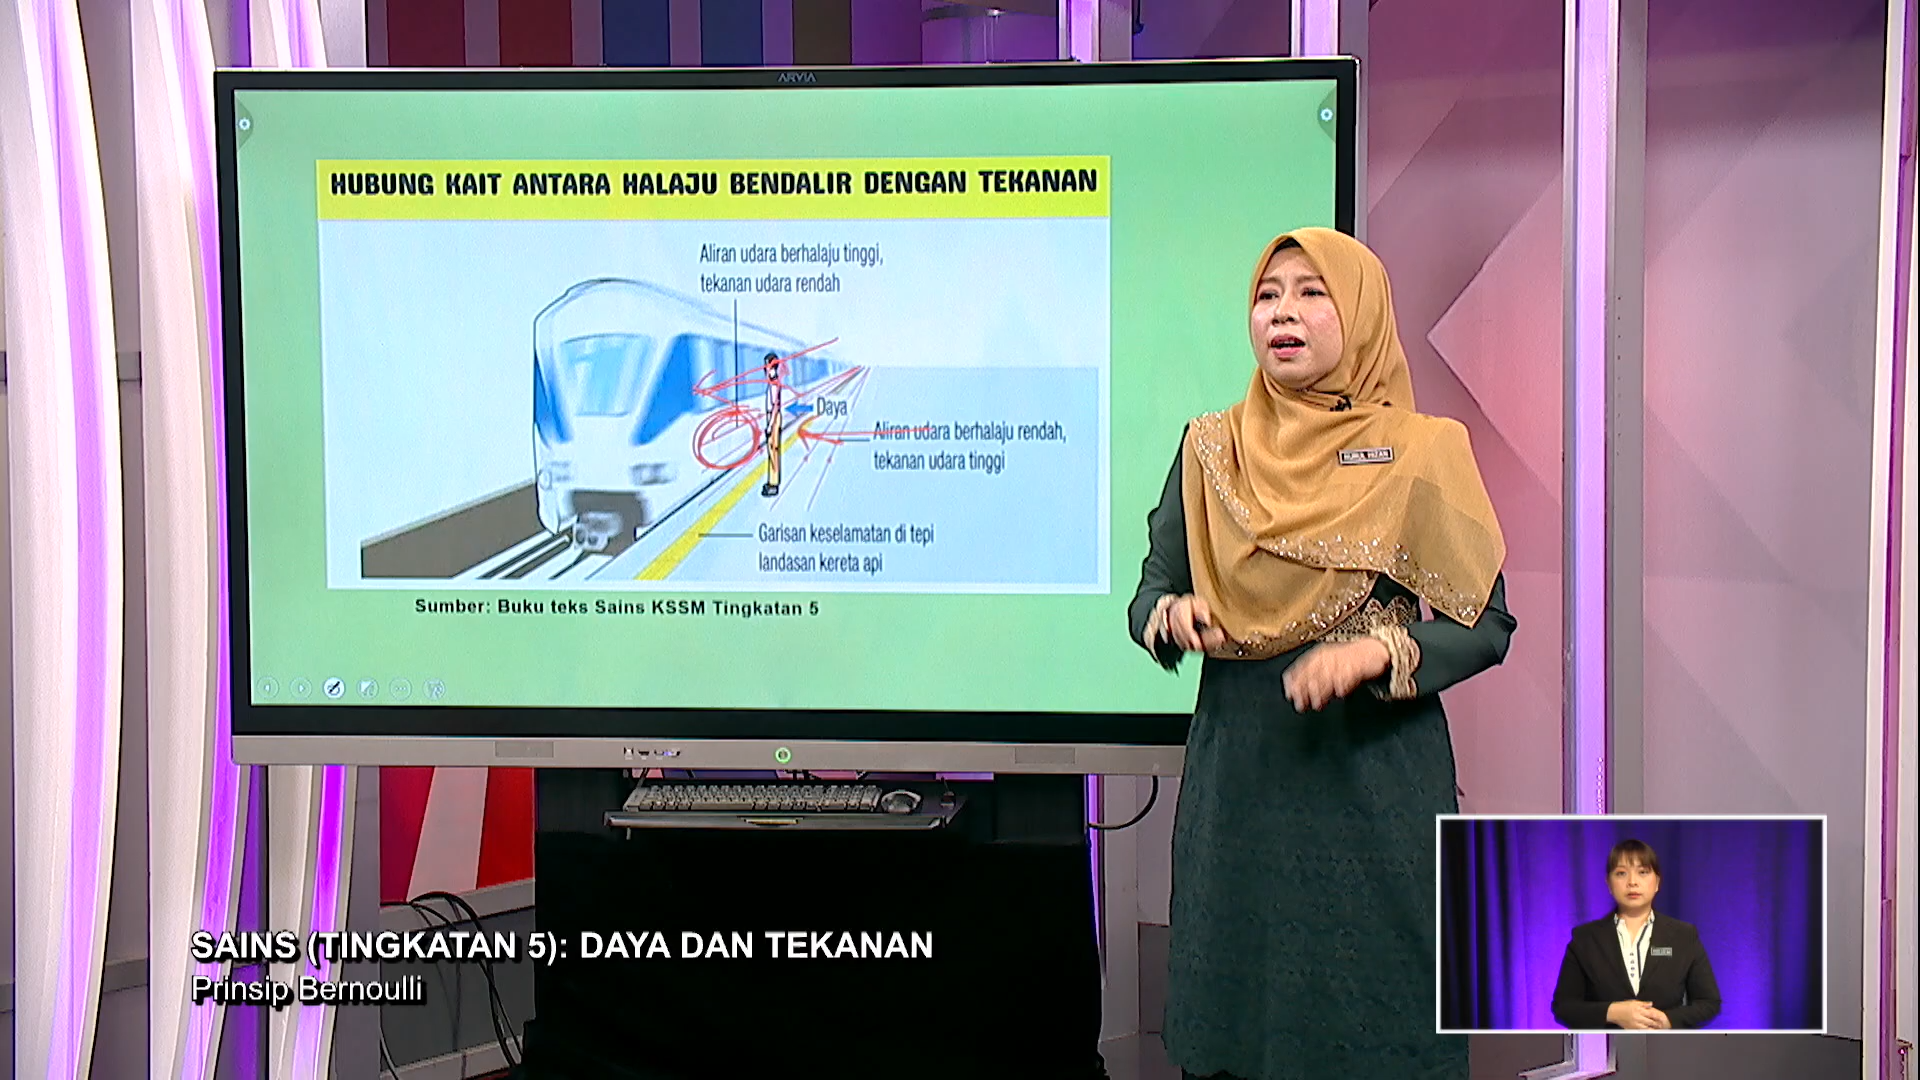 ARVIA
HUBUNG KAIT ANTARA HALAJU BENDALIR DENGAN TEKANAN
Aliran udara berhalaju tinggi,
tekanan udara rendah
Daya
Aliran udara berhalaju rendah,
tekanan udara tinggi
Garisan keselamatan di tepi
landasan kereta api
Sumber: Buku teks Sains KSSM Tingkatan 5
SAINS (TINGKATAN 5): DAYA DAN TEKANAN
Prinsip Bernoulli